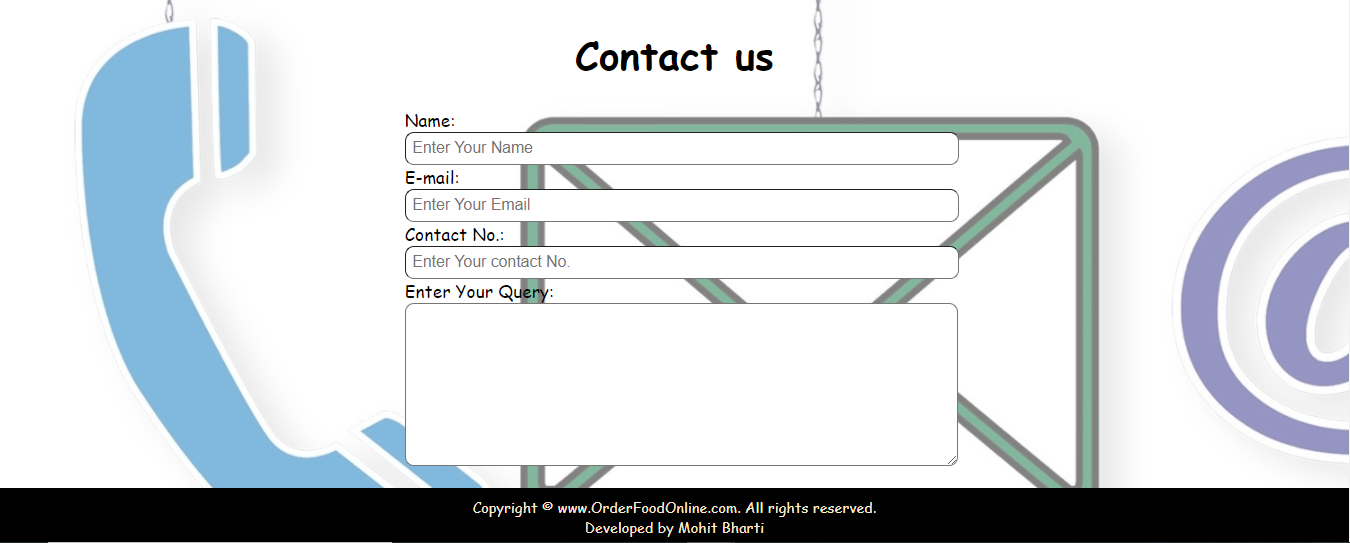 Contact us
Name:
Enter Your Name
E-mail:
Enter Your Email
Contact No.:
Enter Your contact No.
Enter Your Query:
Copyright © www.OrderFoodOnline.com. All rights reserved.
Developed by Mohit Bharti